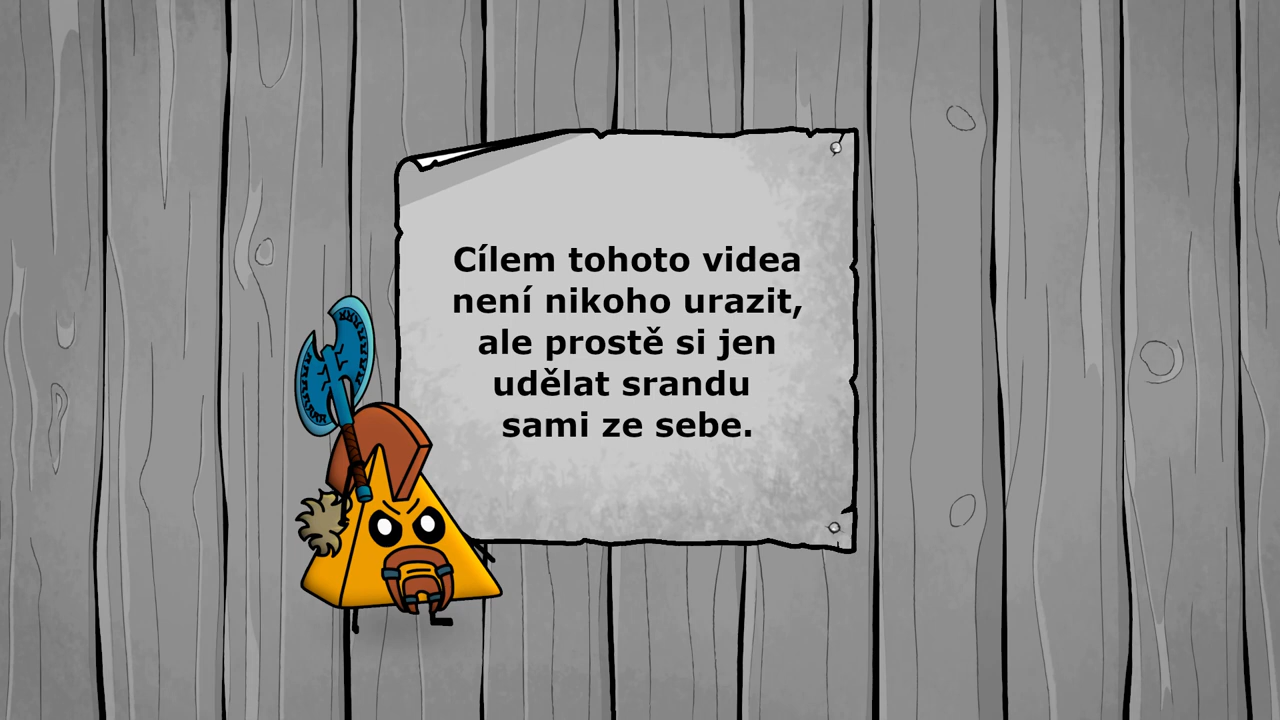 Cílem tohoto videa
není nikoho urazit,
ale prostě si jen
udělat srandu
sami ze sebe.